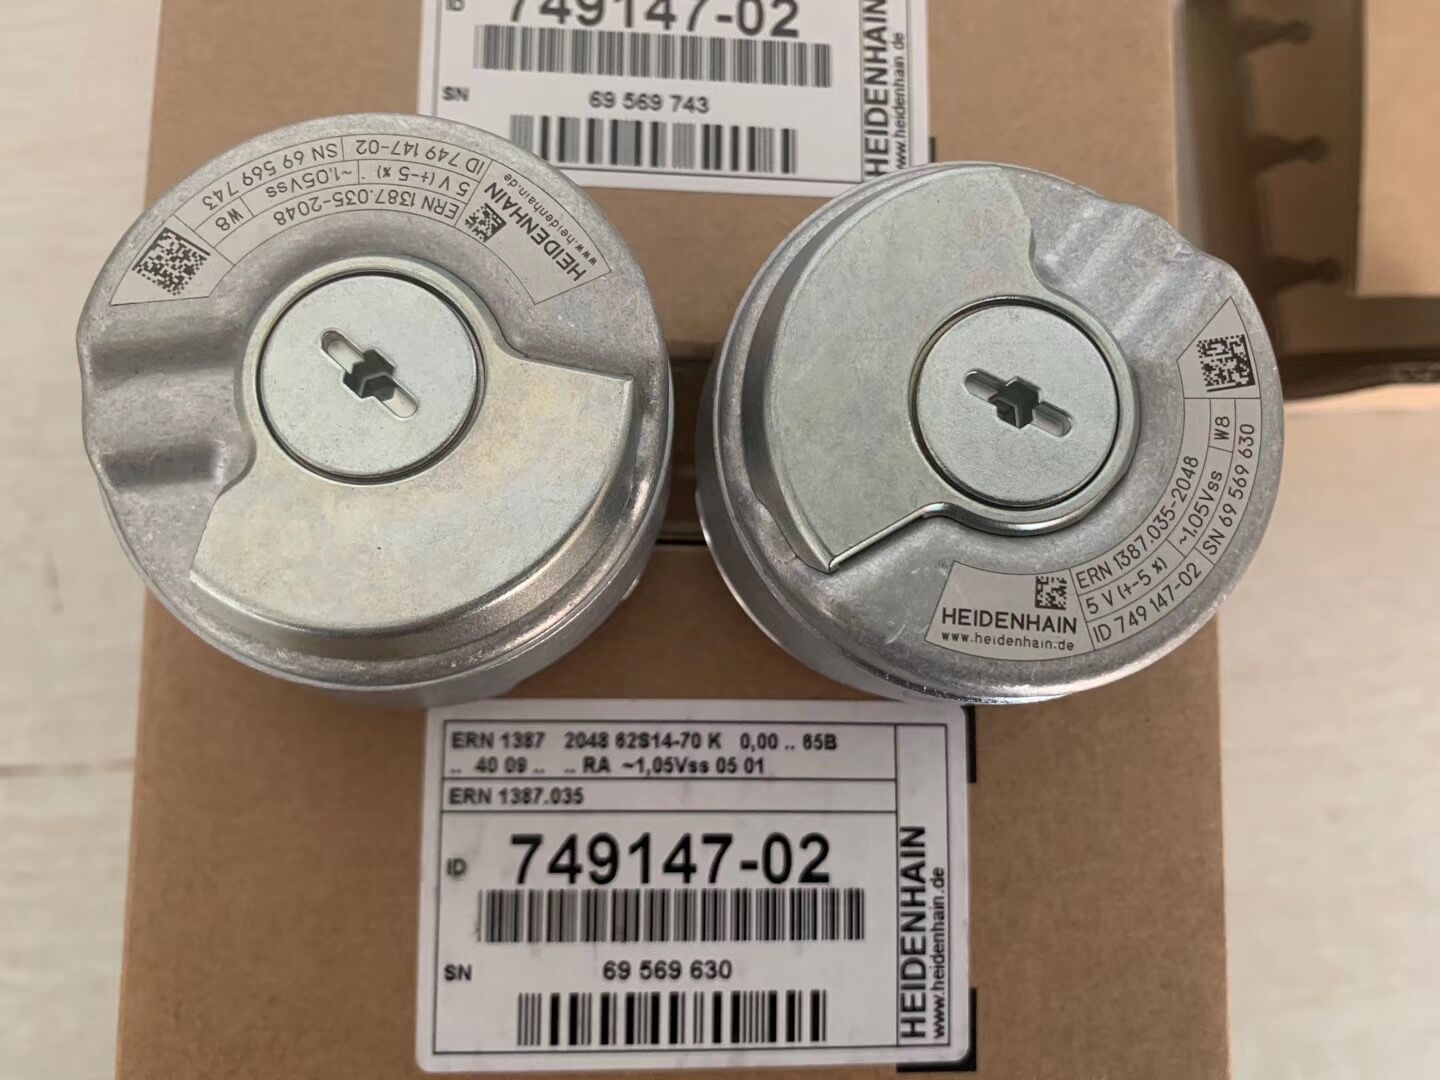 ID 749147-02
SN 69 569 743
HEIDENHAIN
www.heidenhain.de
HEIDENHAIN
www.heidenhain.de
ERN 1387.035-2048
5 V (+-5 %) ~1.05Vss W8
ID 749 147-02 SN 69 569 743
HEIDENHAIN
www.heidenhain.de
ERN 1387.035-2048
5 V (+-5 %) ~1.05Vss W8
ID 749 147-02 SN 69 569 630
ERN 1387 2048 62S14-70 K 0,00 .. 65B
.. 40 09 .. .. RA ~1,05Vss 05 01
ERN 1387.035
ID 749147-02
SN 69 569 630
HEIDENHAIN
www.heidenhain.de